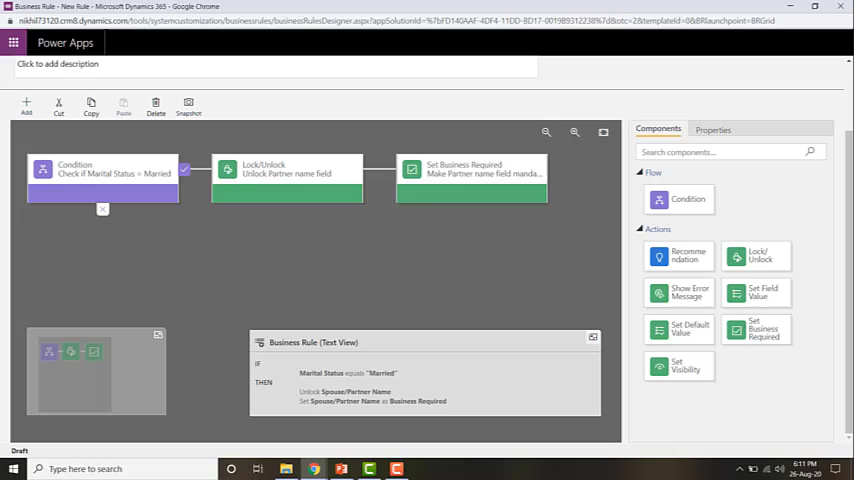 Business Rule - New Rule - Microsoft Dynamics 365 - Google Chrome
nikhil73120.crm8.dynamics.com/tools/systemcustomization/businessrules/businessRulesDesigner.aspx?appSolutionId=%7bFD140AAF-4DF4-11DD-BD17-0019B9312238%7d&otc=2&templateId=0&BRlaunchpoint=BRGrid
Power Apps
Click to add description
Add
Cut
Copy
Paste
Delete
Snapshot
Condition
Check if Marital Status = Married
Lock/Unlock
Unlock Partner name field
Set Business Required
Make Partner name field manda...
Components
Properties
Search components...
Flow
Condition
Actions
Recomme
ndation
Lock/
Unlock
Show Error
Message
Set Field
Value
Set Default
Value
Set
Business
Required
Set
Visibility
Business Rule (Text View)
IF
Marital Status equals "Married"
THEN
Unlock Spouse/Partner Name
Set Spouse/Partner Name as Business Required
Draft
Type here to search
6:11 PM
26-Aug-20